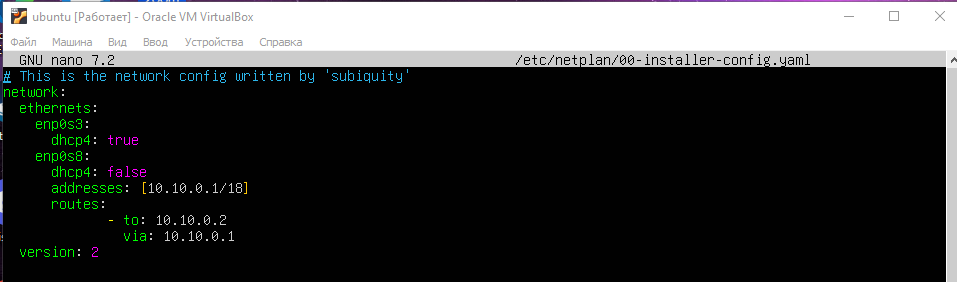 ubuntu [Работает] - Oracle VM VirtualBox
Файл Машина Вид Ввод Устройства Справка
GNU nano 7.2 /etc/netplan/00-installer-config.yaml
# This is the network config written by 'subiquity'
network:
  ethernets:
    enp0s3:
      dhcp4: true
    enp0s8:
      dhcp4: false
      addresses: [10.10.0.1/18]
      routes:
             - to: 10.10.0.2
               via: 10.10.0.1
  version: 2